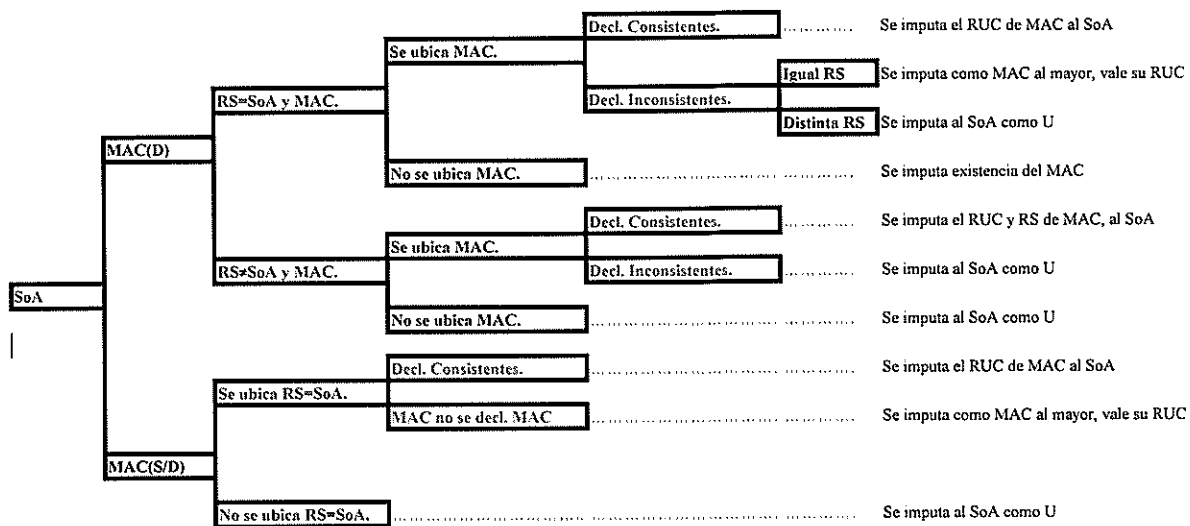 Decl. Consistentes. Se imputa el RUC de MAC al SoA
Se ubica MAC.
Igual RS Se imputa como MAC al mayor, vale su RUC
RS=SoA y MAC. Decl. Inconsistentes.
Distinta RS Se imputa al SoA como U
MAC(D)
No se ubica MAC. Se imputa existencia del MAC
Decl. Consistentes. Se imputa el RUC y RS de MAC, al SoA
Se ubica MAC.
RS≠SoA y MAC. Decl. Inconsistentes. Se imputa al SoA como U
SoA
No se ubica MAC. Se imputa al SoA como U
Decl. Consistentes. Se imputa el RUC de MAC al SoA
Se ubica RS=SoA.
MAC no se decl. MAC Se imputa como MAC al mayor, vale su RUC
MAC(S/D)
No se ubica RS=SoA. Se imputa al SoA como U